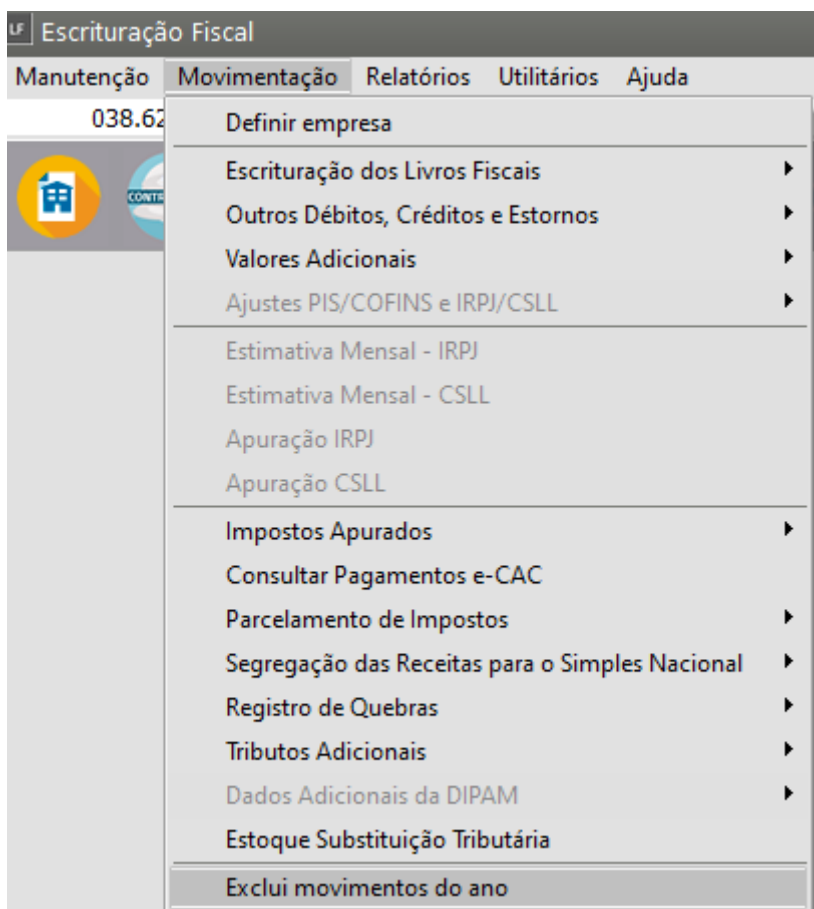 LF Escrituração Fiscal
Manutenção Movimentação Relatórios Utilitários Ajuda
038.62
Definir empresa
Escrituração dos Livros Fiscais
Outros Débitos, Créditos e Estornos
Valores Adicionais
Ajustes PIS/COFINS e IRPJ/CSLL
Estimativa Mensal - IRPJ
Estimativa Mensal - CSLL
Apuração IRPJ
Apuração CSLL
Impostos Apurados
Consultar Pagamentos e-CAC
Parcelamento de Impostos
Segregação das Receitas para o Simples Nacional
Registro de Quebras
Tributos Adicionais
Dados Adicionais da DIPAM
Estoque Substituição Tributária
Exclui movimentos do ano